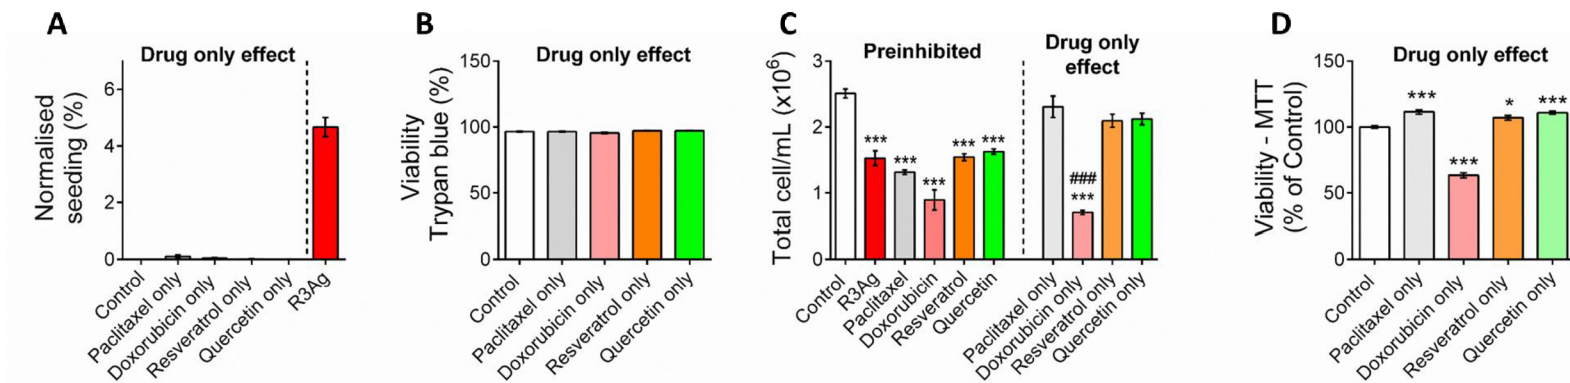 A
Drug only effect
Normalised
seeding (%)
6
4
2
0
Control
Paclitaxel only
Doxorubicin only
Resveratrol only
Quercetin only
R3Ag
B
Drug only effect
Viability
Trypan blue (%)
150
100
50
0
Control
Paclitaxel only
Doxorubicin only
Resveratrol only
Quercetin only
C
Preinhibited
Drug only
effect
Total cell/mL (x10⁶)
3
2
1
0
***
***
***
***
***
###
***
Control
R3Ag
Paclitaxel
Doxorubicin
Resveratrol
Quercetin
Paclitaxel only
Doxorubicin only
Resveratrol only
Quercetin only
D
Drug only effect
Viability - MTT
(% of Control)
150
100
50
0
***
***
*
***
Control
Paclitaxel only
Doxorubicin only
Resveratrol only
Quercetin only